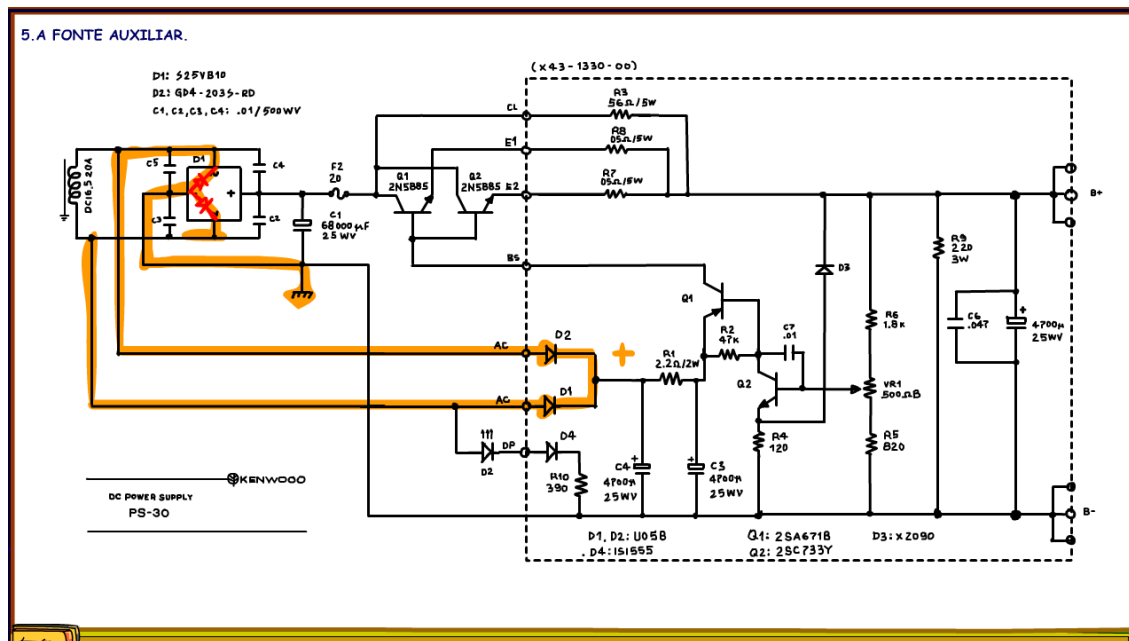 5.A FONTE AUXILIAR.
D1: S25VB10
D2: GD4-203S-RD
C1, C2, C3, C4: .01/500WV
(X43-1330-00)
CL
R3
56Ω/5W
E1
R8
05Ω/5W
E2
R7
05Ω/5W
DC16,5 20A
C5
D1
C4
C3
C2
+
F2
20
C1
68000µF
25WV
Q1
2N5885
Q2
2N5885
BS
B+
Q1
D3
R9
220
3W
R6
1.8K
C6
.047
+
4700µ
25WV
C7
.01
R2
47K
AC
D2
+
R1
2.2Ω/2W
Q2
VR1
500ΩB
AC
D1
R4
120
R5
820
D2
DP
D4
R10
390
C4
+
4700µ
25WV
+
C3
4700µ
25WV
B-
KENWOOD
DC POWER SUPPLY
PS-30
D1, D2: U05B
. D4: ISI555
Q1: 2SA671B
Q2: 2SC733Y
D3: X2090